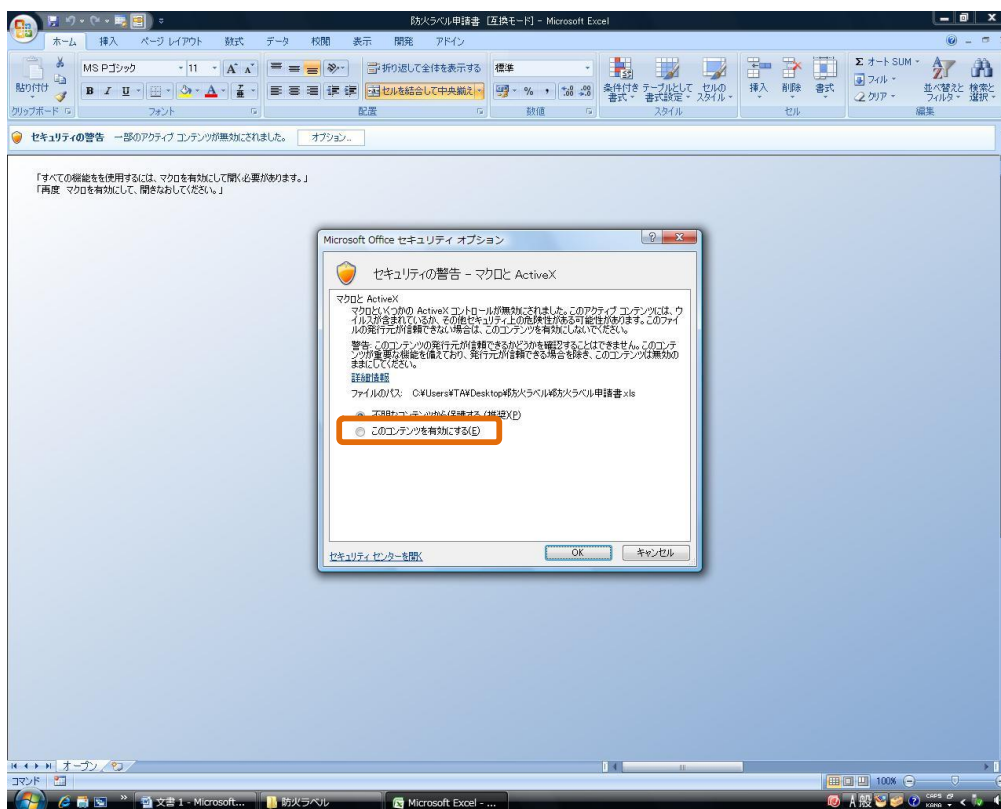 防火ラベル申請書 [互換モード] - Microsoft Excel
ホーム 挿入 ページ レイアウト 数式 データ 校閲 表示 開発 アドイン
MS Pゴシック 11 折り返して全体を表示する 標準 Σ オート SUM
貼り付け B I U セルを結合して中央揃え % , 条件付き書式 テーブルとして書式設定 セルのスタイル 挿入 削除 書式 フィル クリア 並べ替えとフィルタ 検索と選択
クリップボード フォント 配置 数値 スタイル セル 編集
セキュリティの警告 一部のアクティブ コンテンツが無効にされました。 オプション...
「すべての機能をを使用するには、マクロを有効にして開く必要があります。」
「再度 マクロを有効にして、開きなおしてください。」
Microsoft Office セキュリティ オプション
セキュリティの警告 - マクロと ActiveX
マクロと ActiveX
マクロといくつかの ActiveX コントロールが無効にされました。このアクティブ コンテンツには、ウ
イルスが含まれているか、その他セキュリティ上の危険性がある可能性があります。このファイ
ルの発行元が信頼できない場合は、このコンテンツを有効にしないでください。
警告: このコンテンツの発行元が信頼できるかどうかを確認することはできません。このコンテ
ンツが重要な機能を備えており、発行元が信頼できる場合を除き、このコンテンツは無効の
ままにしてください。
詳細情報
ファイルのパス: C:¥Users¥TA¥Desktop¥防火ラベル¥防火ラベル申請書.xls
不明なコンテンツから保護する (推奨)(P)
このコンテンツを有効にする(E)
セキュリティ センターを開く OK キャンセル
オープン
コマンド 100%
文書 1 - Microsoft... 防火ラベル Microsoft Excel - ... A 般 CAPS KANA